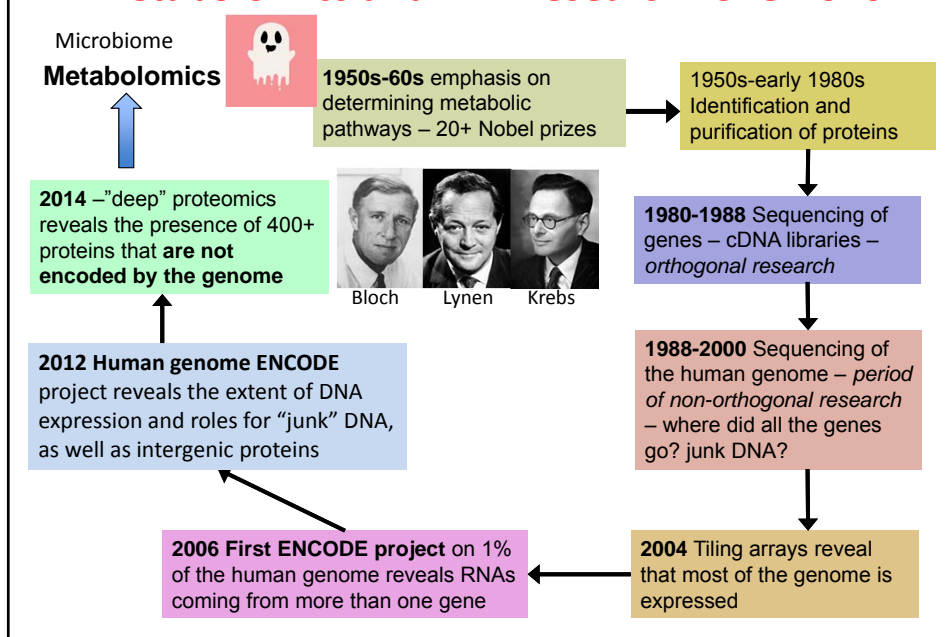 Microbiome
Metabolomics
1950s-60s emphasis on
determining metabolic
pathways – 20+ Nobel prizes
1950s-early 1980s
Identification and
purification of proteins
1980-1988 Sequencing of
genes – cDNA libraries –
orthogonal research
1988-2000 Sequencing of
the human genome – period
of non-orthogonal research
– where did all the genes
go? junk DNA?
2004 Tiling arrays reveal
that most of the genome is
expressed
2006 First ENCODE project on 1%
of the human genome reveals RNAs
coming from more than one gene
2012 Human genome ENCODE
project reveals the extent of DNA
expression and roles for “junk” DNA,
as well as intergenic proteins
2014 –”deep” proteomics
reveals the presence of 400+
proteins that are not
encoded by the genome
Bloch
Lynen
Krebs